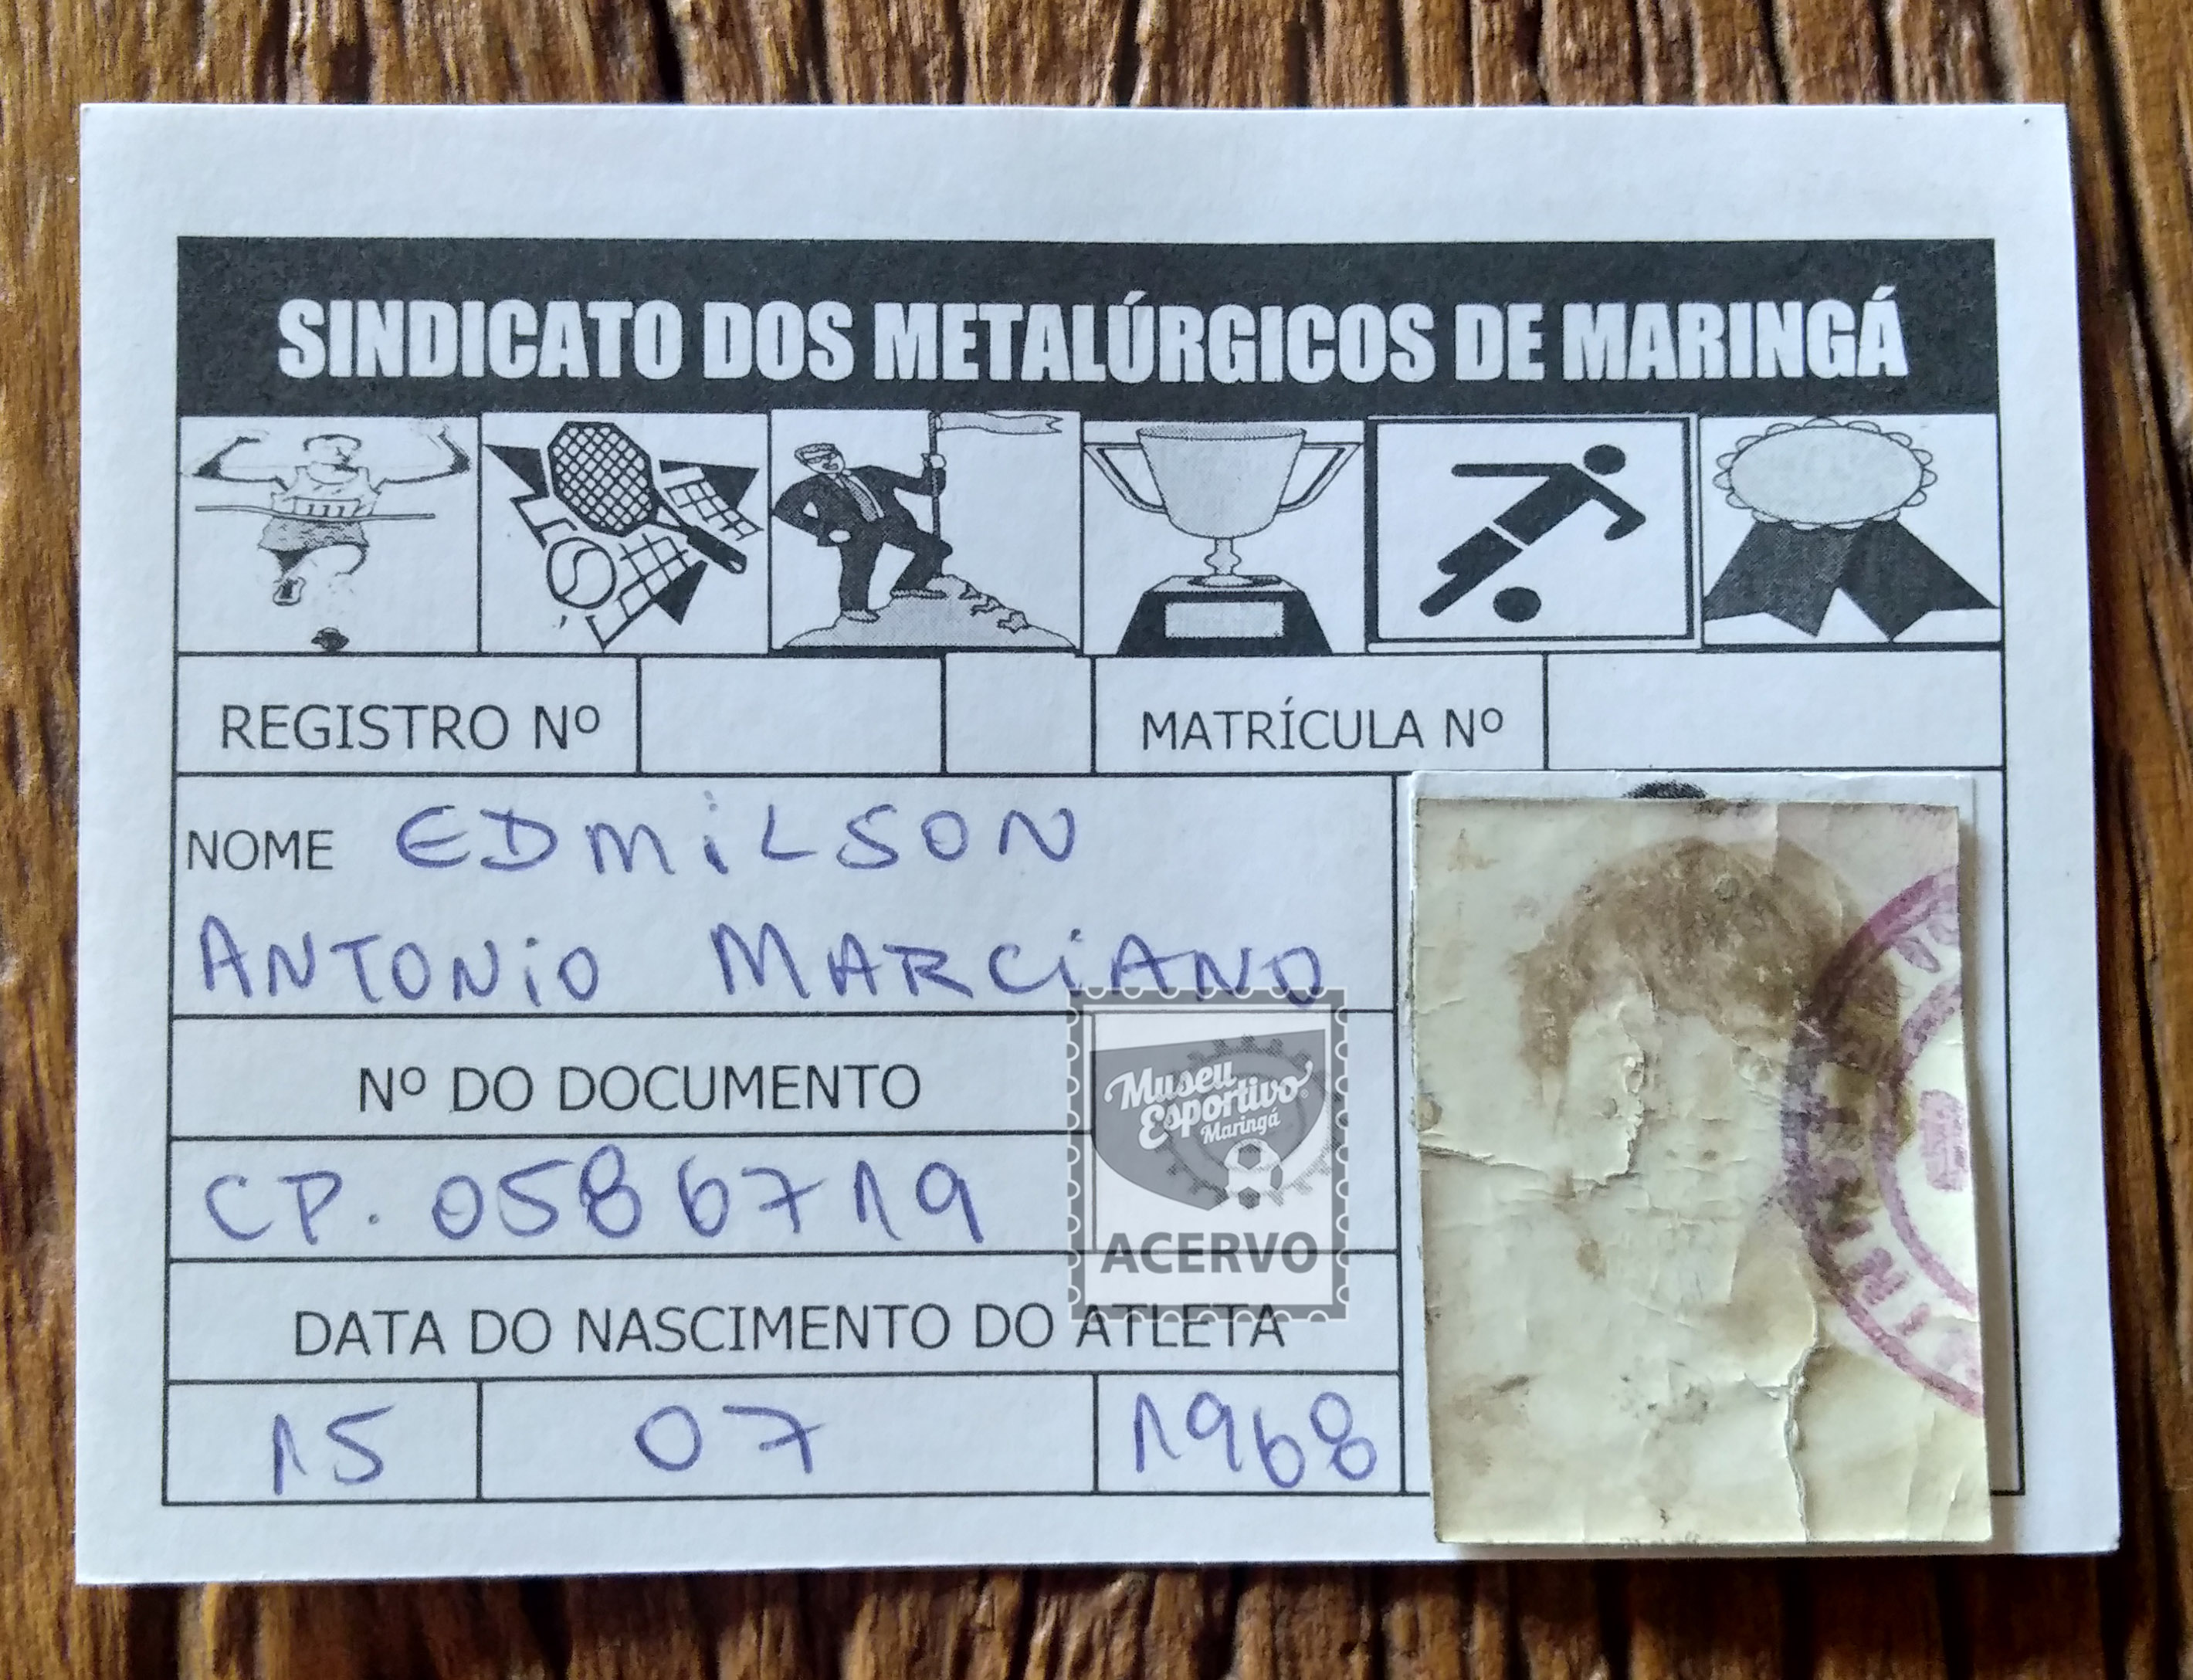 SINDICATO DOS METALÚRGICOS DE MARINGÁ
REGISTRO Nº
MATRÍCULA Nº
NOME EDMiLSON
ANTONiO MARCiANO
Nº DO DOCUMENTO
CP. 0586719
DATA DO NASCIMENTO DO ATLETA
15 07 1968
Museu
Esportivo
Maringá
ACERVO